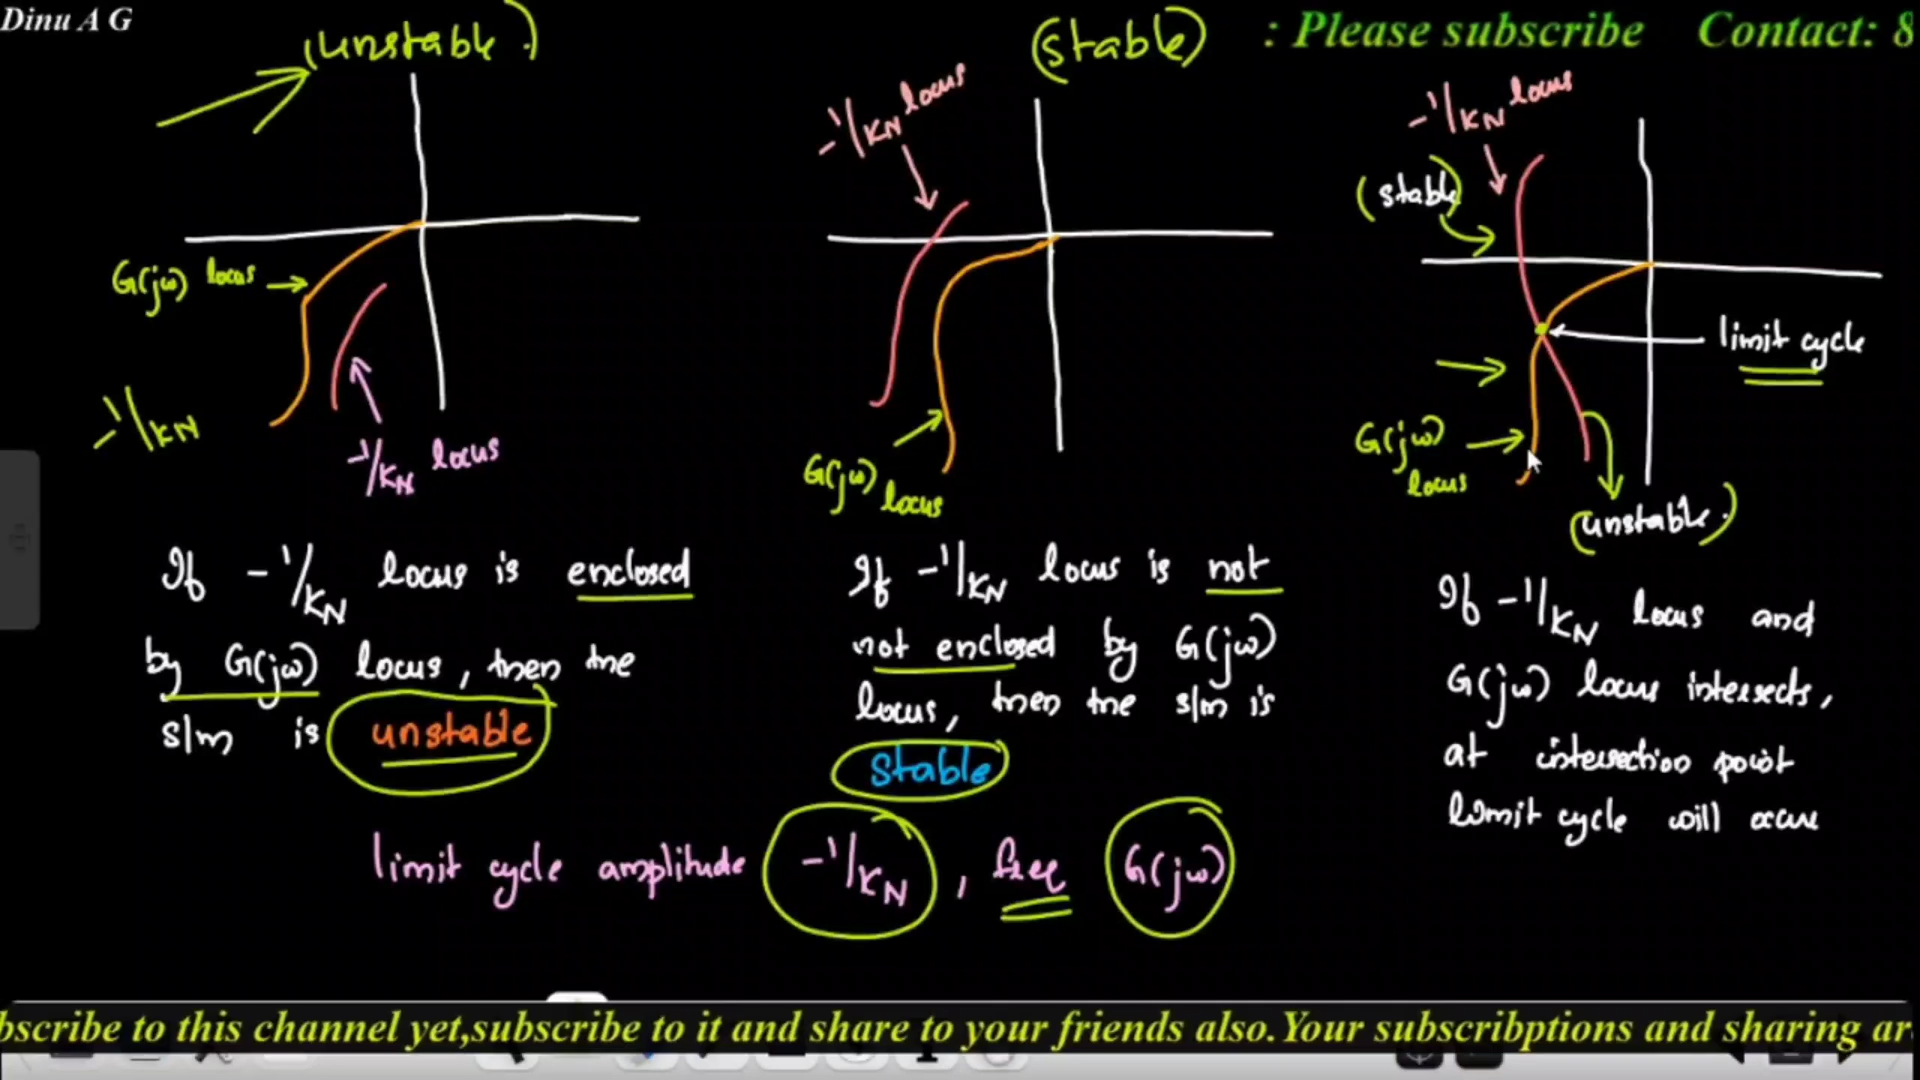 Dinu A G
(unstable.)
(stable)
: Please subscribe Contact: 8
G(jω) locus
-1/KN
-1/KN locus
-1/KN locus
G(jω) locus
-1/KN locus
(stable)
limit cycle
G(jω) locus
(unstable.)
If -1/KN locus is enclosed
by G(jω) locus, then the
s/m is unstable
If -1/KN locus is not
not enclosed by G(jω)
locus, then the s/m is
stable
If -1/KN locus and
G(jω) locus intersects,
at intersection point
limit cycle will occur
limit cycle amplitude -1/KN, freq G(jω)
bscribe to this channel yet,subscribe to it and share to your friends also.Your subscribptions and sharing ar